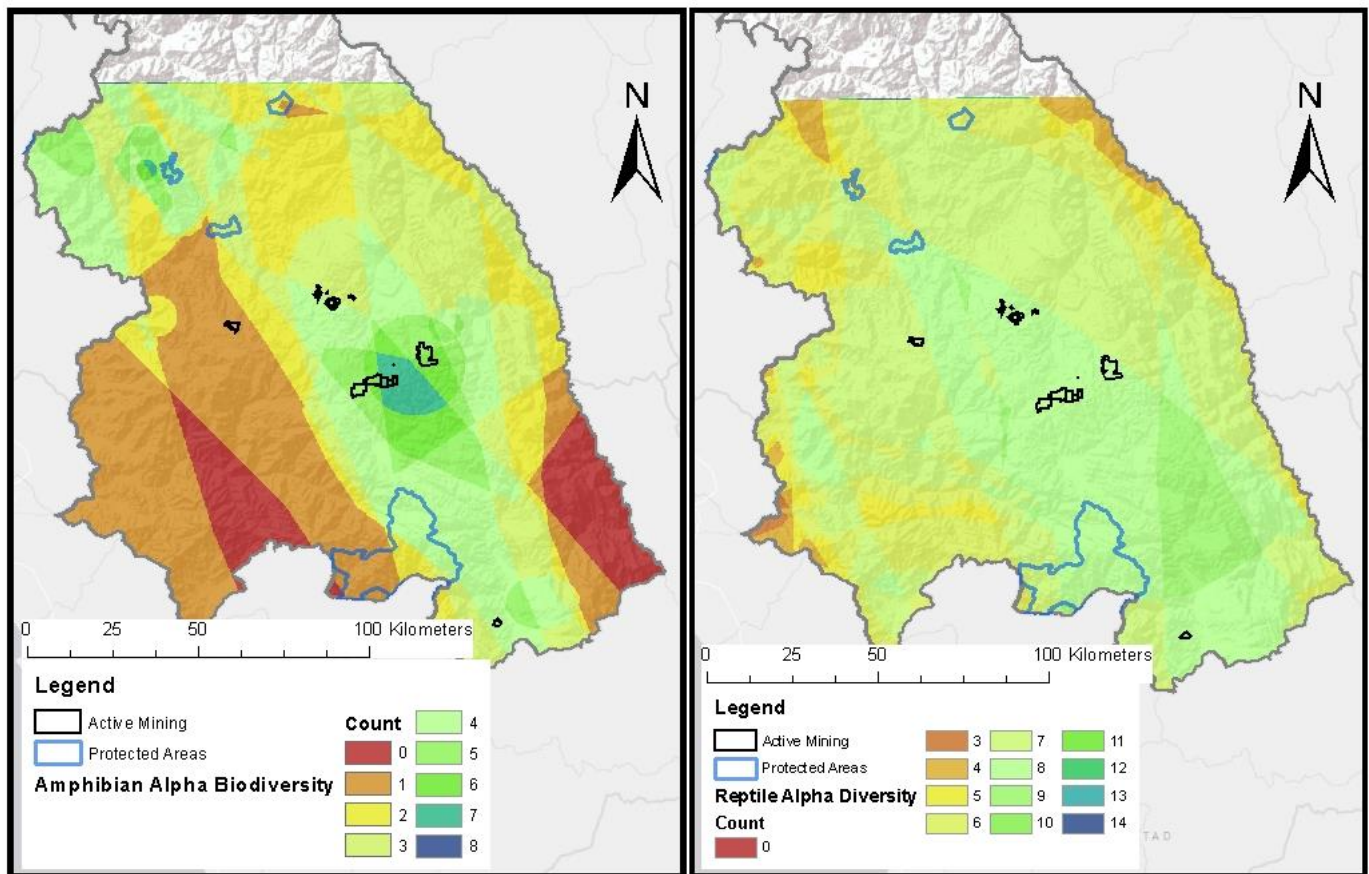 N
0 25 50 100 Kilometers
Legend
Active Mining
Protected Areas
Amphibian Alpha Biodiversity
Count
0
1
2
3
4
5
6
7
8
N
0 25 50 100 Kilometers
Legend
Active Mining
Protected Areas
Reptile Alpha Diversity
Count
0
3
4
5
6
7
8
9
10
11
12
13
14
TAD